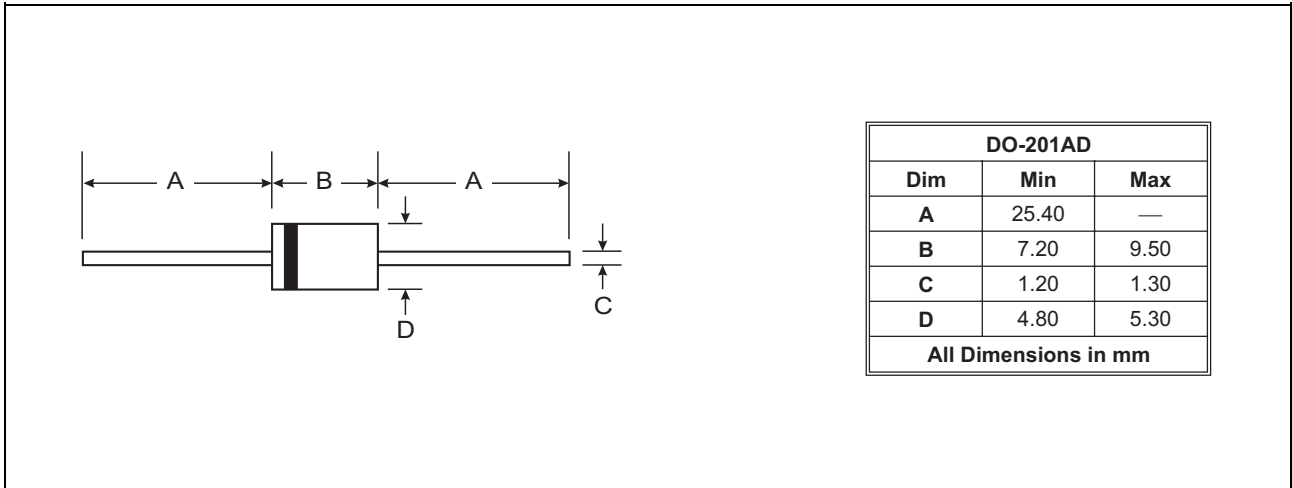 A B A
D
C
DO-201AD
Dim Min Max
A 25.40 —
B 7.20 9.50
C 1.20 1.30
D 4.80 5.30
All Dimensions in mm